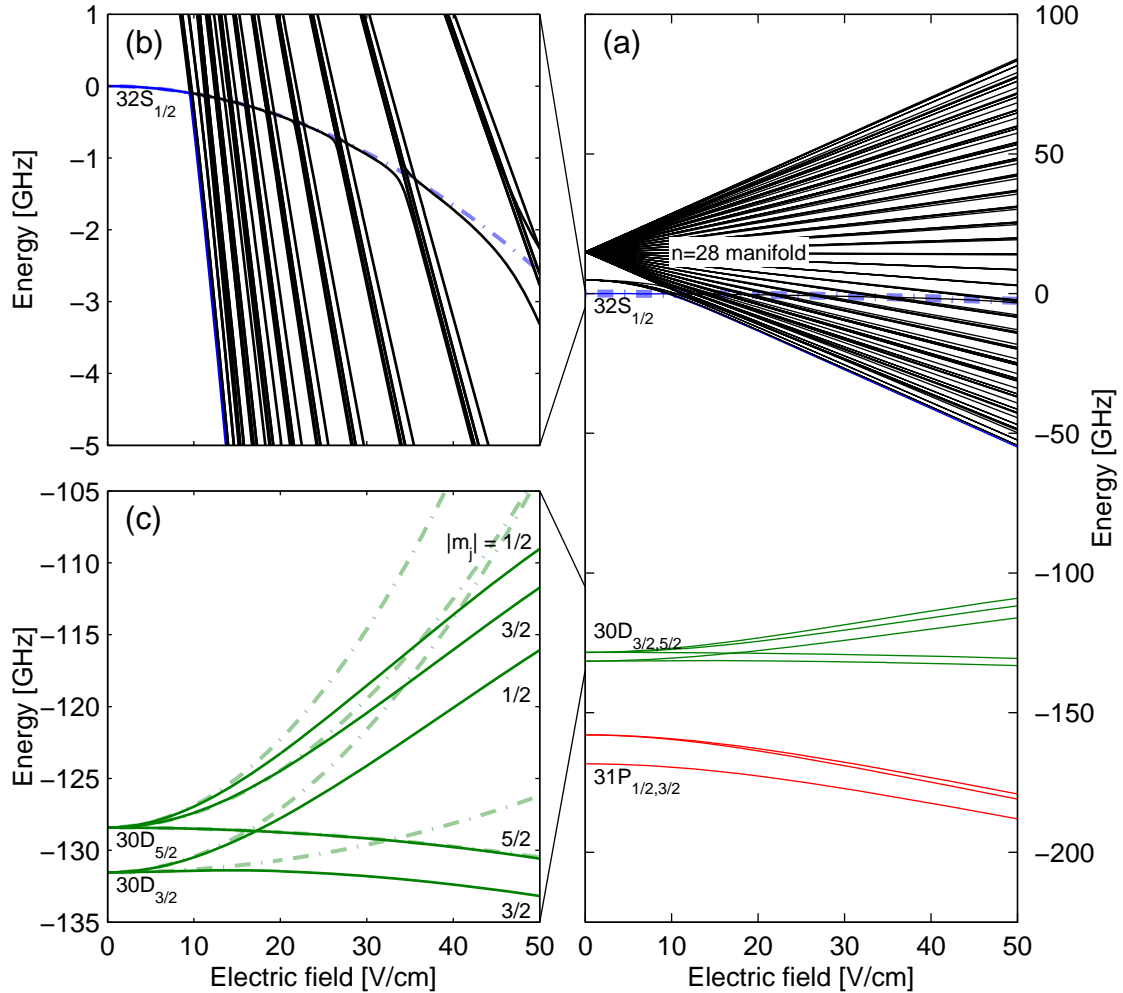 (b)
1
0
−1
−2
−3
−4
−5
Energy [GHz]
32S1/2
(a)
100
50
0
−50
−100
−150
−200
Energy [GHz]
n=28 manifold
32S1/2
30D3/2,5/2
31P1/2,3/2
0
10
20
30
40
50
Electric field [V/cm]
(c)
−105
−110
−115
−120
−125
−130
−135
Energy [GHz]
|mj| = 1/2
3/2
1/2
5/2
3/2
30D5/2
30D3/2
0
10
20
30
40
50
Electric field [V/cm]